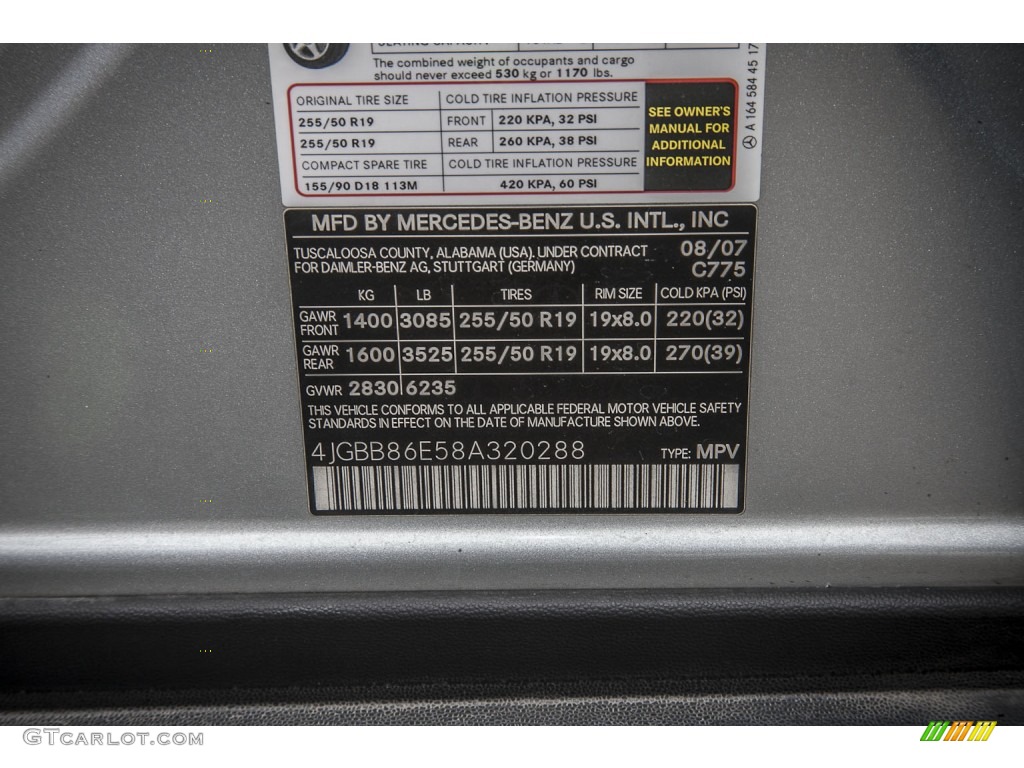 The combined weight of occupants and cargo
should never exceed 530 kg or 1170 lbs.
ORIGINAL TIRE SIZE COLD TIRE INFLATION PRESSURE
255/50 R19 FRONT 220 KPA, 32 PSI
255/50 R19 REAR 260 KPA, 38 PSI
COMPACT SPARE TIRE COLD TIRE INFLATION PRESSURE
155/90 D18 113M 420 KPA, 60 PSI
SEE OWNER'S
MANUAL FOR
ADDITIONAL
INFORMATION
A 164 584 45 17
MFD BY MERCEDES-BENZ U.S. INTL., INC
TUSCALOOSA COUNTY, ALABAMA (USA). UNDER CONTRACT 08/07
FOR DAIMLER-BENZ AG, STUTTGART (GERMANY) C775
KG LB TIRES RIM SIZE COLD KPA (PSI)
GAWR
FRONT 1400 3085 255/50 R19 19x8.0 220(32)
GAWR
REAR 1600 3525 255/50 R19 19x8.0 270(39)
GVWR 2830 6235
THIS VEHICLE CONFORMS TO ALL APPLICABLE FEDERAL MOTOR VEHICLE SAFETY
STANDARDS IN EFFECT ON THE DATE OF MANUFACTURE SHOWN ABOVE.
4JGBB86E58A320288 TYPE: MPV
GTCarLot.com